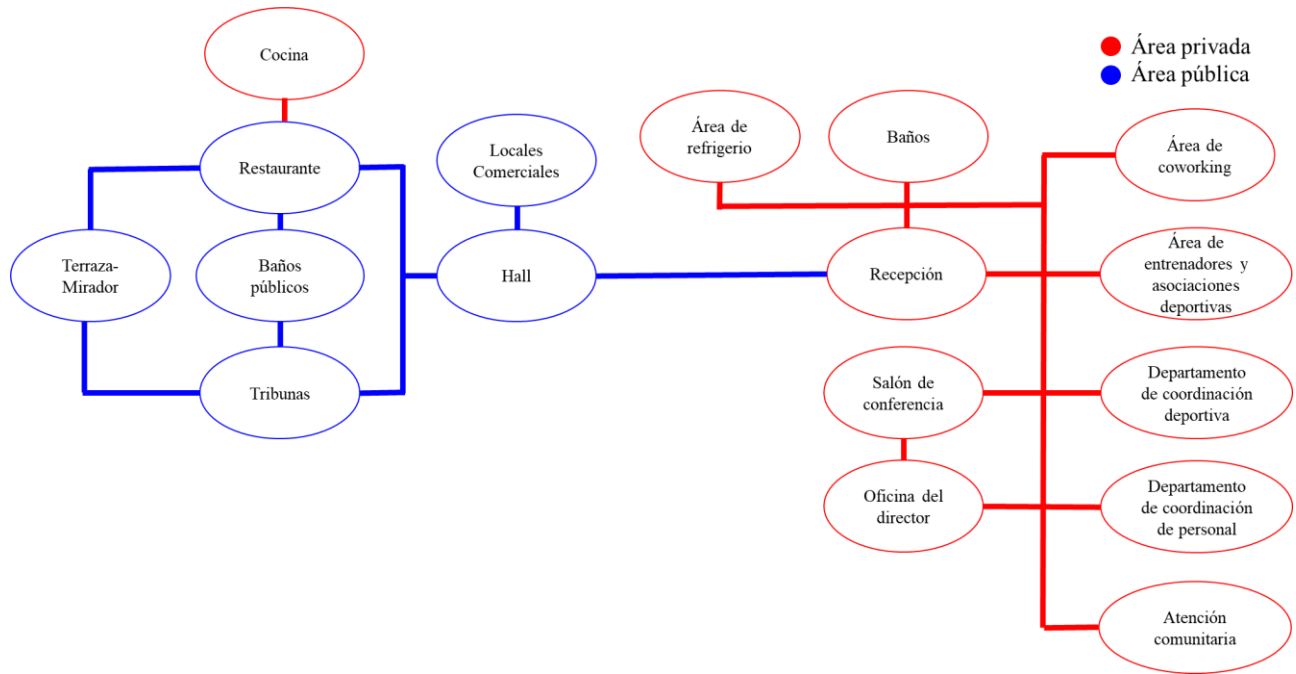 Área privada
Área pública
Cocina
Restaurante
Terraza-
Mirador
Baños
públicos
Tribunas
Locales
Comerciales
Hall
Área de
refrigerio
Baños
Recepción
Salón de
conferencia
Oficina del
director
Área de
coworking
Área de
entrenadores y
asociaciones
deportivas
Departamento
de coordinación
deportiva
Departamento
de coordinación
de personal
Atención
comunitaria